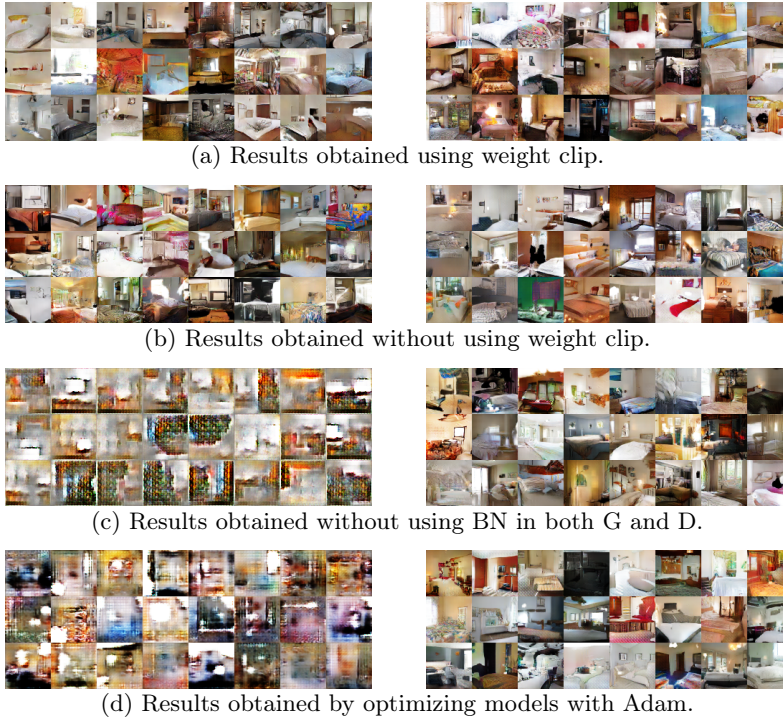 (a) Results obtained using weight clip.
(b) Results obtained without using weight clip.
(c) Results obtained without using BN in both G and D.
(d) Results obtained by optimizing models with Adam.